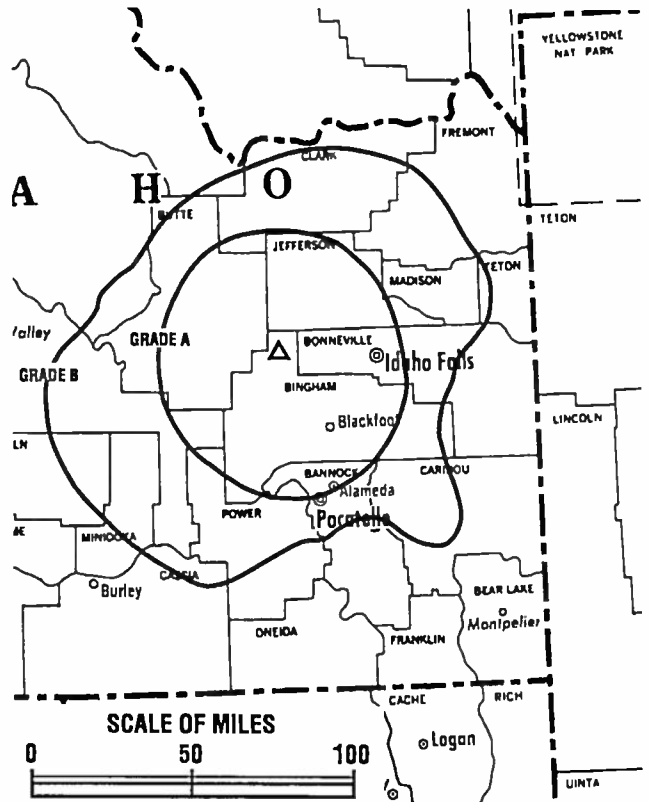 YELLOWSTONE
NAT PARK
FREMONT
CLARK
A H O
BUTTE
TETON
JEFFERSON
TETON
MADISON
Valley
GRADE A
BONNEVILLE
Idaho Falls
GRADE B
BINGHAM
Blackfoot
LINCOLN
LN
BANNOCK
CARIBOU
Alameda
POWER
Pocatello
ME
MINIDOKA
CASSIA
Burley
BEAR LAKE
Montpelier
ONEIDA
FRANKLIN
CACHE
RICH
SCALE OF MILES
0 50 100
Logan
UINTA